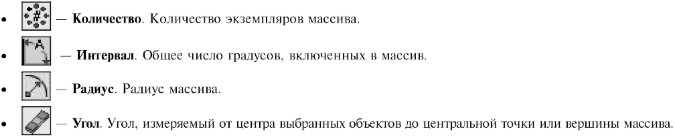 • # — Количество. Количество экземпляров массива.
• A — Интервал. Общее число градусов, включенных в массив.
• — Радиус. Радиус массива.
• — Угол. Угол, измеряемый от центра выбранных объектов до центральной точки или вершины массива.